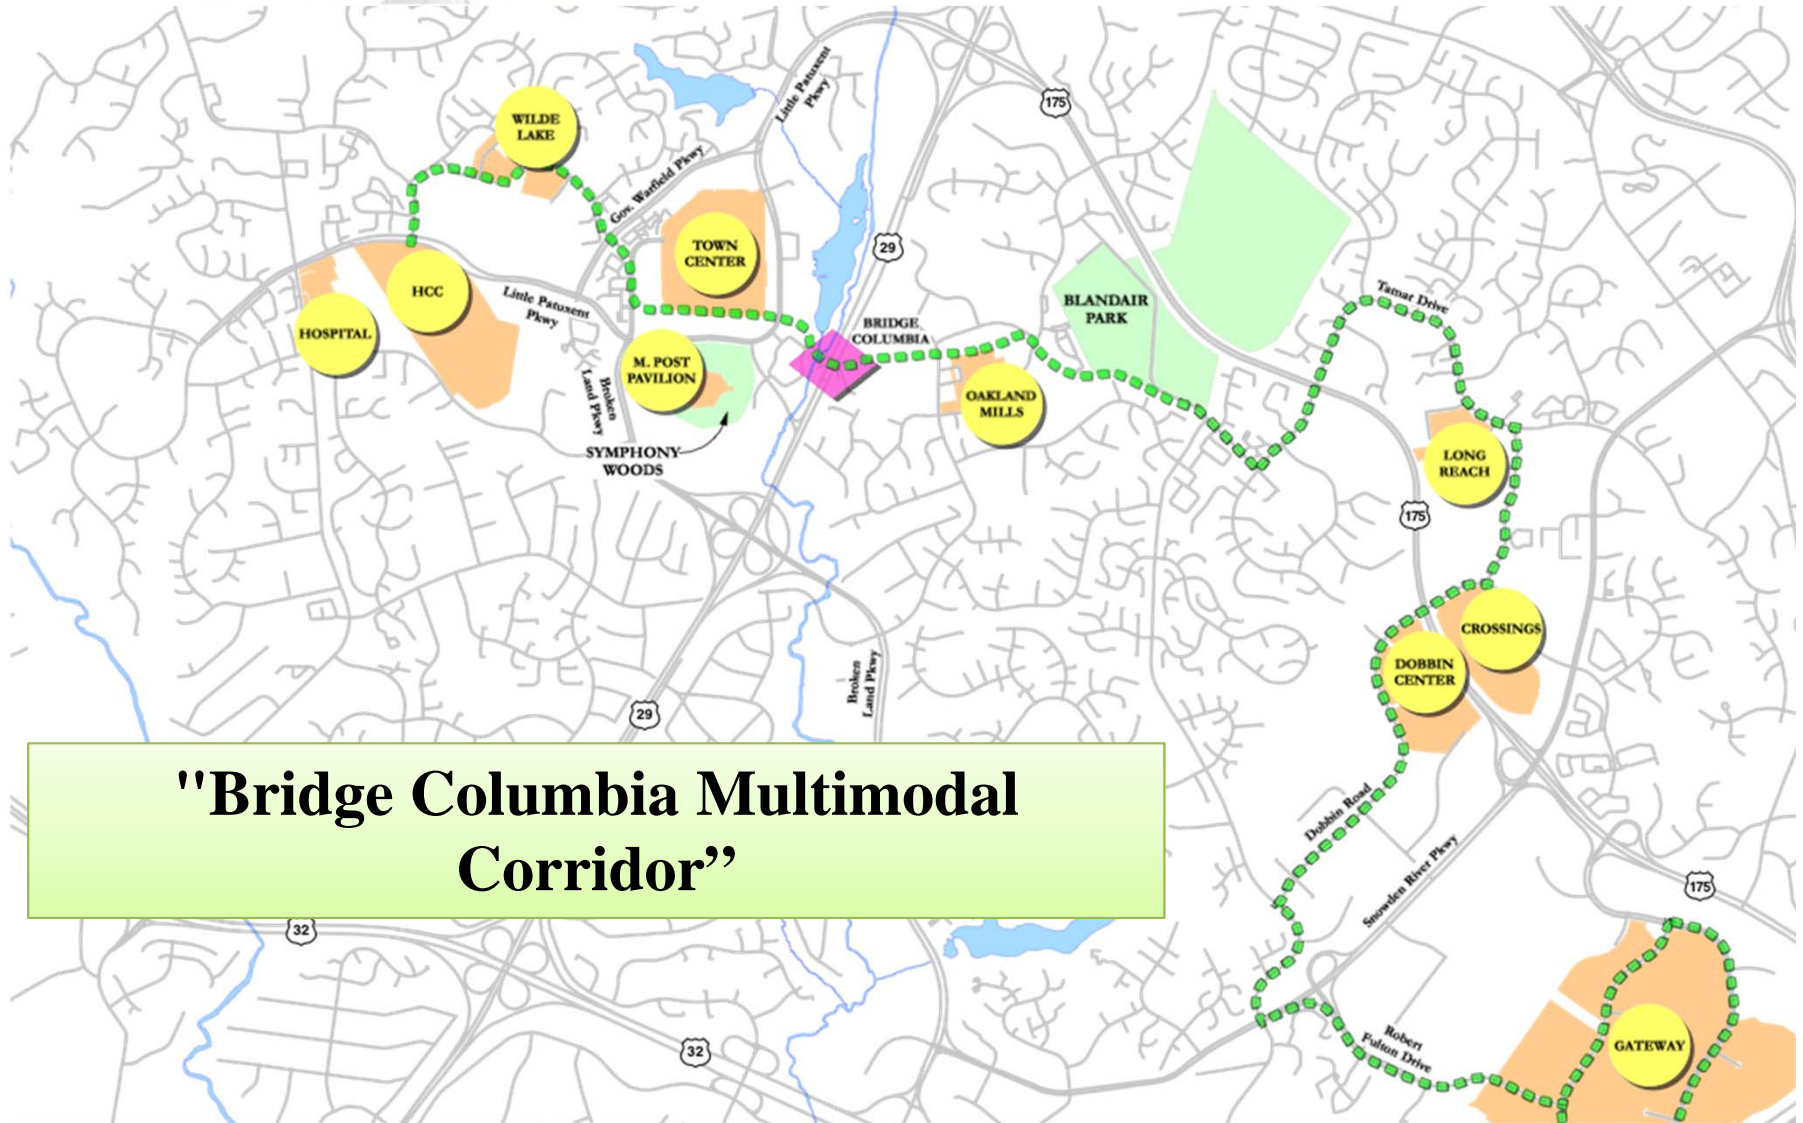 WILDE
LAKE
Little Patuxent
Pkwy
175
Gov. Warfield Pkwy
TOWN
CENTER
29
HCC
HOSPITAL
Little Patuxent
Pkwy
BLANDAIR
PARK
Tamar Drive
BRIDGE
COLUMBIA
M. POST
PAVILION
Broken
Land Pkwy
OAKLAND
MILLS
SYMPHONY
WOODS
LONG
REACH
175
CROSSINGS
DOBBIN
CENTER
Broken
Land Pkwy
29
"Bridge Columbia Multimodal
Corridor”
Dobbin Road
Snowden River Pkwy
175
32
32
Robert
Fulton Drive
GATEWAY